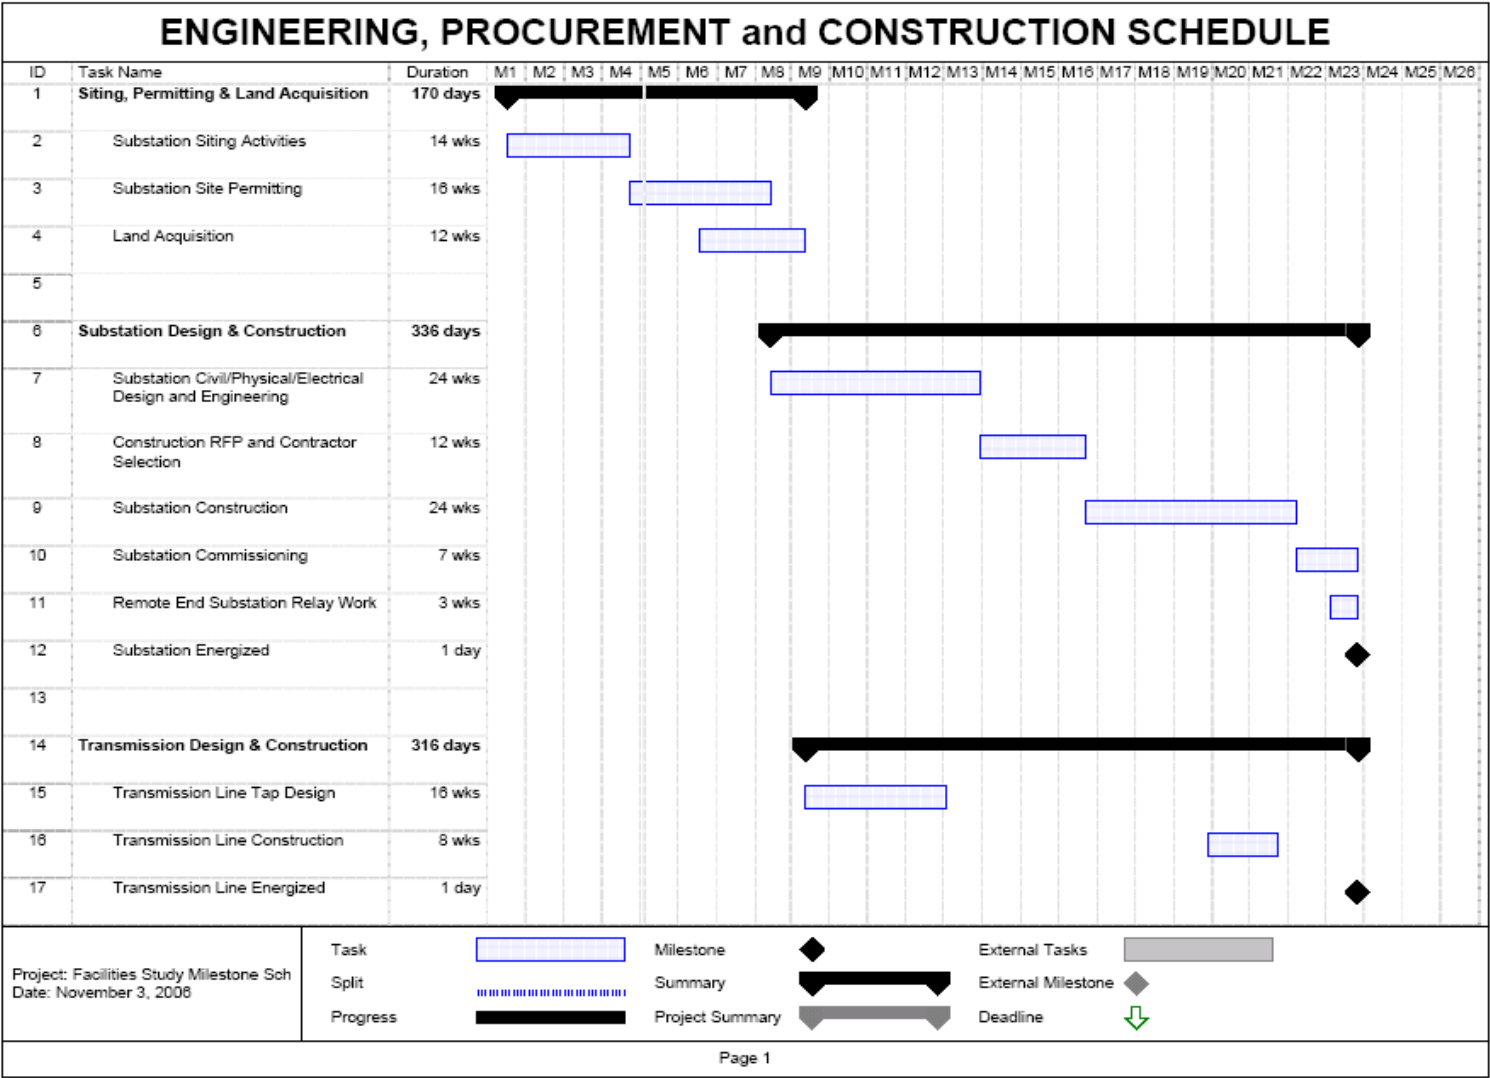 ENGINEERING, PROCUREMENT and CONSTRUCTION SCHEDULE
ID Task Name Duration M1 M2 M3 M4 M5 M6 M7 M8 M9 M10 M11 M12 M13 M14 M15 M16 M17 M18 M19 M20 M21 M22 M23 M24 M25 M26
1 Siting, Permitting & Land Acquisition 170 days
2 Substation Siting Activities 14 wks
3 Substation Site Permitting 16 wks
4 Land Acquisition 12 wks
5
6 Substation Design & Construction 336 days
7 Substation Civil/Physical/Electrical 24 wks
Design and Engineering
8 Construction RFP and Contractor 12 wks
Selection
9 Substation Construction 24 wks
10 Substation Commissioning 7 wks
11 Remote End Substation Relay Work 3 wks
12 Substation Energized 1 day
13
14 Transmission Design & Construction 316 days
15 Transmission Line Tap Design 16 wks
16 Transmission Line Construction 8 wks
17 Transmission Line Energized 1 day
Project: Facilities Study Milestone Sch
Date: November 3, 2006
Task Milestone External Tasks
Split Summary External Milestone
Progress Project Summary Deadline
Page 1